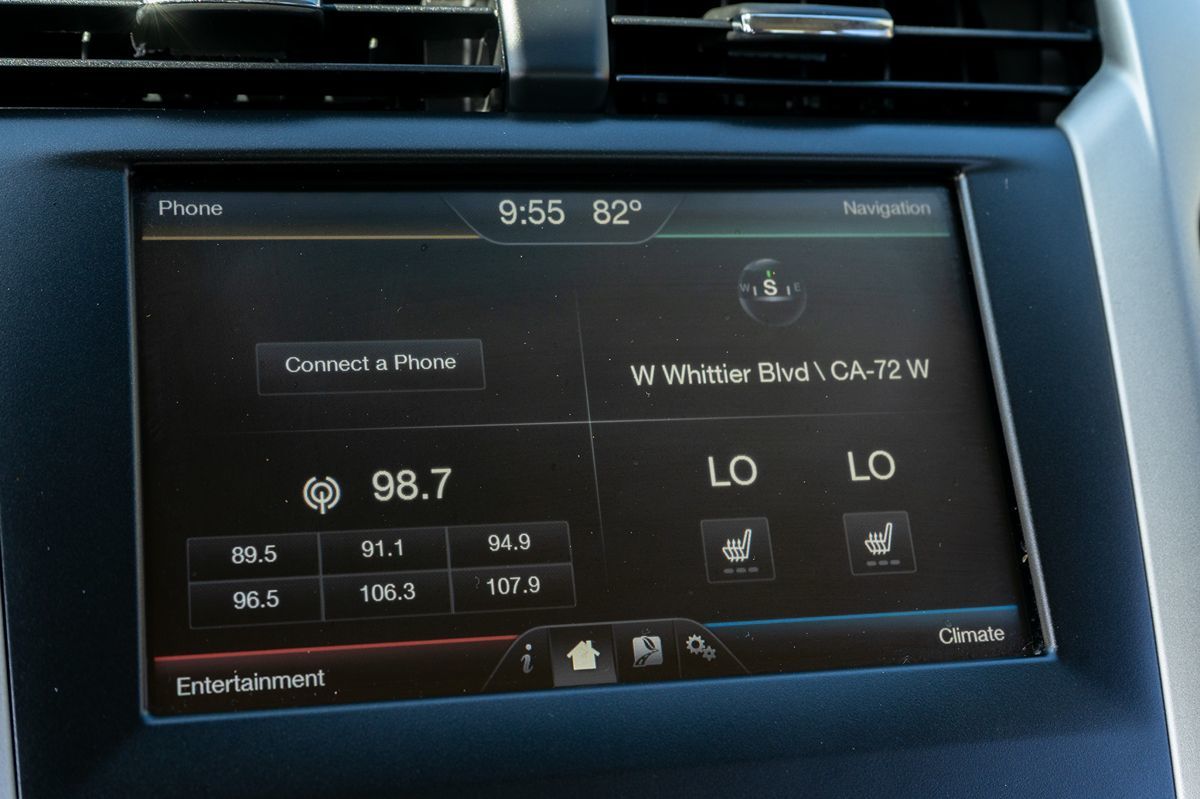 Phone
9:55 82°
Navigation
W S E
Connect a Phone
W Whittier Blvd \ CA-72 W
98.7
LO LO
89.5 91.1 94.9
96.5 106.3 107.9
Entertainment
i
Climate